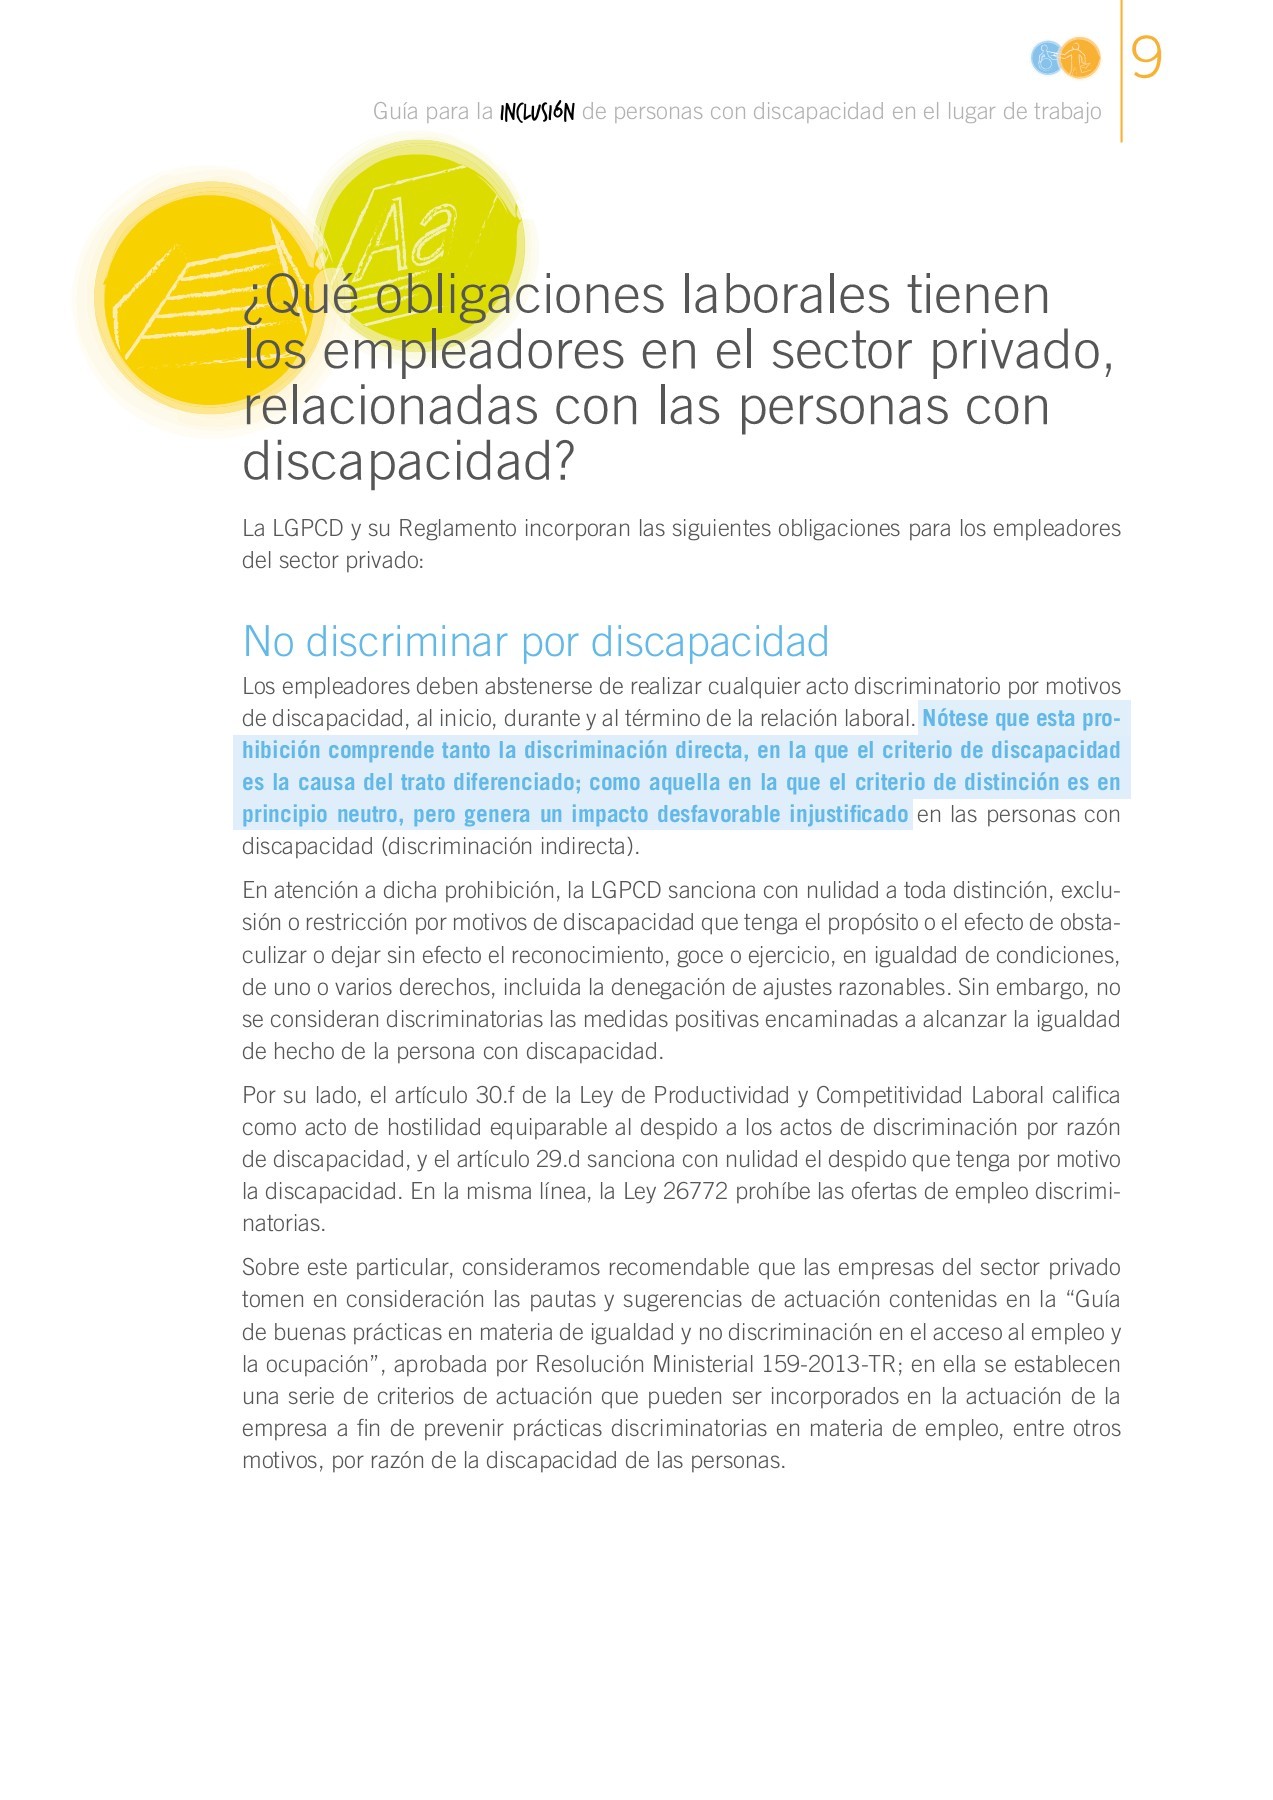 9
Guía para la INCLUSIÓN de personas con discapacidad en el lugar de trabajo
Aa
¿Qué obligaciones laborales tienen
los empleadores en el sector privado,
relacionadas con las personas con
discapacidad?
La LGPCD y su Reglamento incorporan las siguientes obligaciones para los empleadores
del sector privado:
No discriminar por discapacidad
Los empleadores deben abstenerse de realizar cualquier acto discriminatorio por motivos
de discapacidad, al inicio, durante y al término de la relación laboral. Nótese que esta pro-
hibición comprende tanto la discriminación directa, en la que el criterio de discapacidad
es la causa del trato diferenciado; como aquella en la que el criterio de distinción es en
principio neutro, pero genera un impacto desfavorable injustificado en las personas con
discapacidad (discriminación indirecta).
En atención a dicha prohibición, la LGPCD sanciona con nulidad a toda distinción, exclu-
sión o restricción por motivos de discapacidad que tenga el propósito o el efecto de obsta-
culizar o dejar sin efecto el reconocimiento, goce o ejercicio, en igualdad de condiciones,
de uno o varios derechos, incluida la denegación de ajustes razonables. Sin embargo, no
se consideran discriminatorias las medidas positivas encaminadas a alcanzar la igualdad
de hecho de la persona con discapacidad.
Por su lado, el artículo 30.f de la Ley de Productividad y Competitividad Laboral califica
como acto de hostilidad equiparable al despido a los actos de discriminación por razón
de discapacidad, y el artículo 29.d sanciona con nulidad el despido que tenga por motivo
la discapacidad. En la misma línea, la Ley 26772 prohíbe las ofertas de empleo discrimi-
natorias.
Sobre este particular, consideramos recomendable que las empresas del sector privado
tomen en consideración las pautas y sugerencias de actuación contenidas en la “Guía
de buenas prácticas en materia de igualdad y no discriminación en el acceso al empleo y
la ocupación”, aprobada por Resolución Ministerial 159-2013-TR; en ella se establecen
una serie de criterios de actuación que pueden ser incorporados en la actuación de la
empresa a fin de prevenir prácticas discriminatorias en materia de empleo, entre otros
motivos, por razón de la discapacidad de las personas.